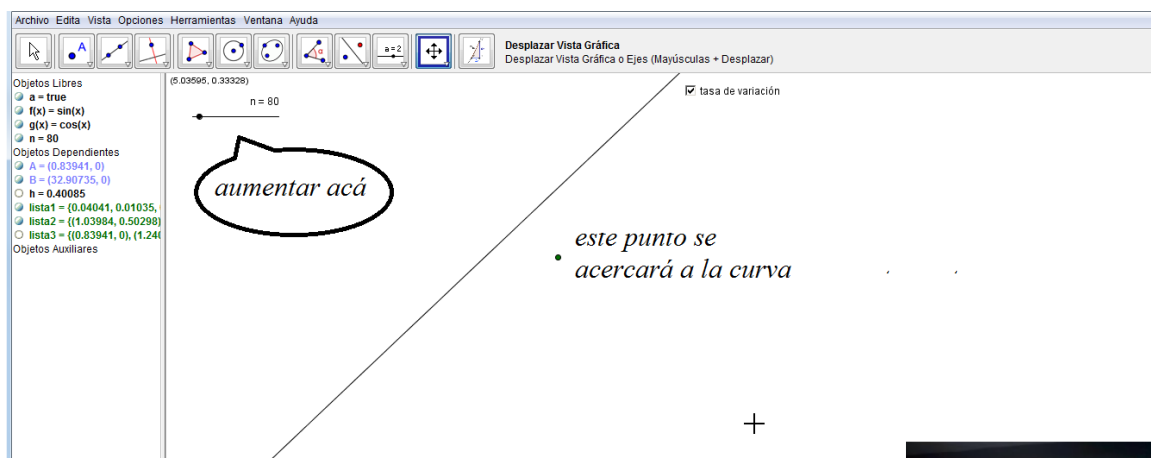 Archivo Edita Vista Opciones Herramientas Ventana Ayuda
A
a=2
Desplazar Vista Gráfica
Desplazar Vista Gráfica o Ejes (Mayúsculas + Desplazar)
Objetos Libres
a = true
f(x) = sin(x)
g(x) = cos(x)
n = 80
Objetos Dependientes
A = (0.83941, 0)
B = (32.90735, 0)
h = 0.40085
lista1 = {0.04041, 0.01035,
lista2 = {(1.03984, 0.50298)
lista3 = {(0.83941, 0), (1.240
Objetos Auxiliares
(5.03595, 0.33328)
n = 80
aumentar acá
tasa de variación
este punto se
acercará a la curva